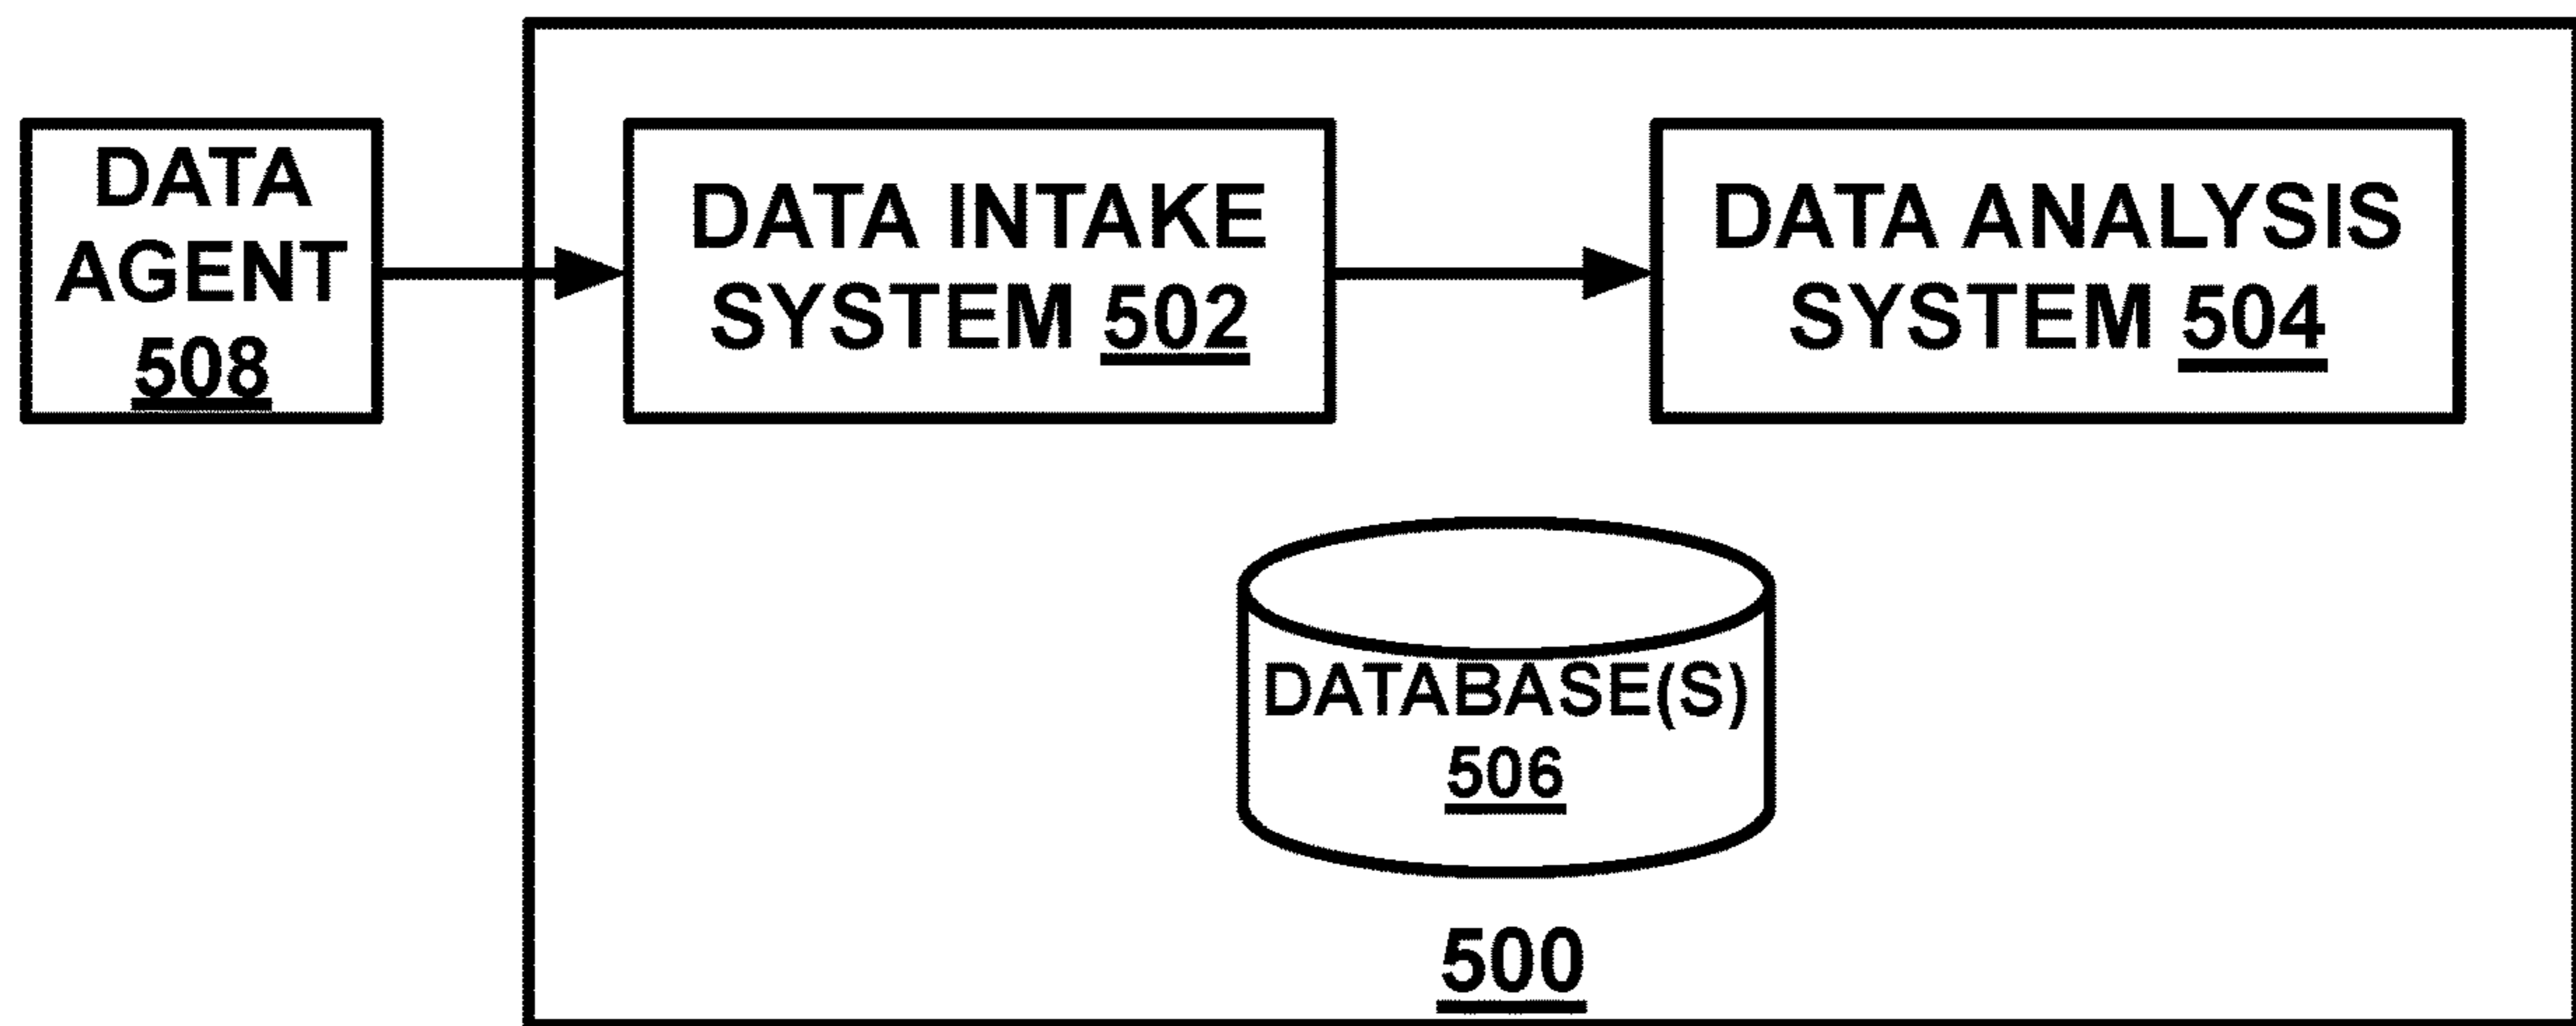 DATA
AGENT
508
DATA INTAKE
SYSTEM 502
DATA ANALYSIS
SYSTEM 504
DATABASE(S)
506
500